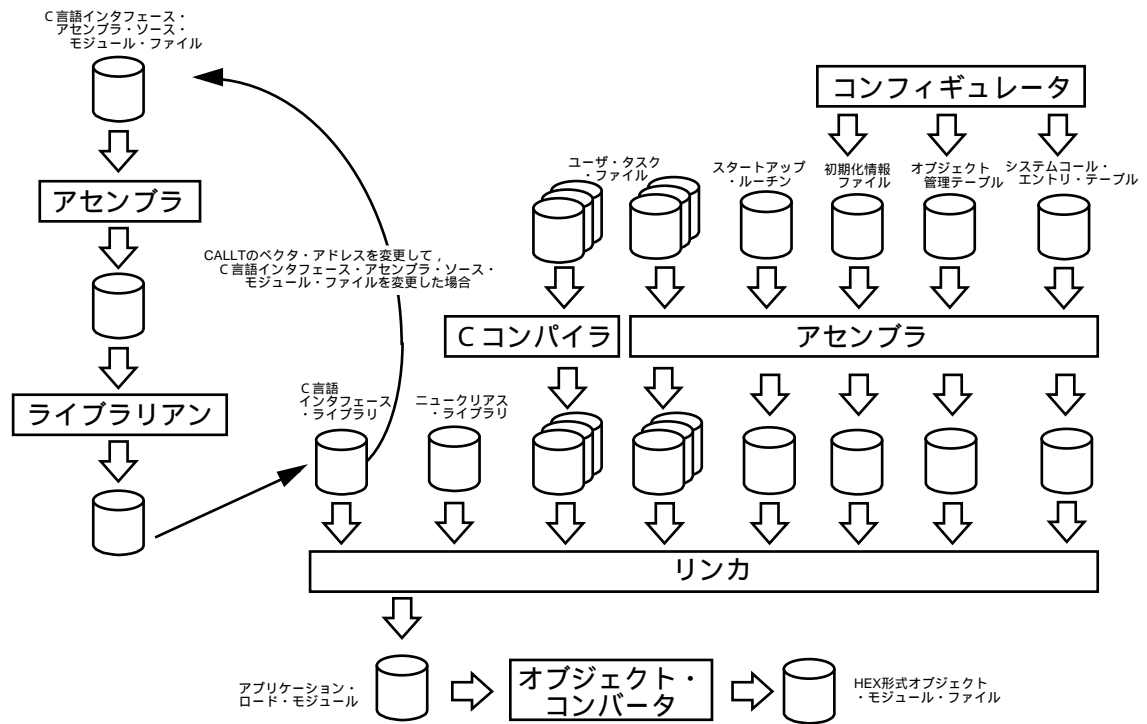 C言語インタフェース・
アセンブラ・ソース・
モジュール・ファイル
アセンブラ
ライブラリアン
CALLTのベクタ・アドレスを変更して，
C言語インタフェース・アセンブラ・ソース・
モジュール・ファイルを変更した場合
コンフィギュレータ
ユーザ・タスク
・ファイル
スタートアップ
・ルーチン
初期化情報
ファイル
オブジェクト
管理テーブル
システムコール・
エントリ・テーブル
Cコンパイラ
アセンブラ
C言語
インタフェース
・ライブラリ
ニュークリアス
・ライブラリ
リンカ
アプリケーション・
ロード・モジュール
オブジェクト・
コンバータ
HEX形式オブジェクト
・モジュール・ファイル